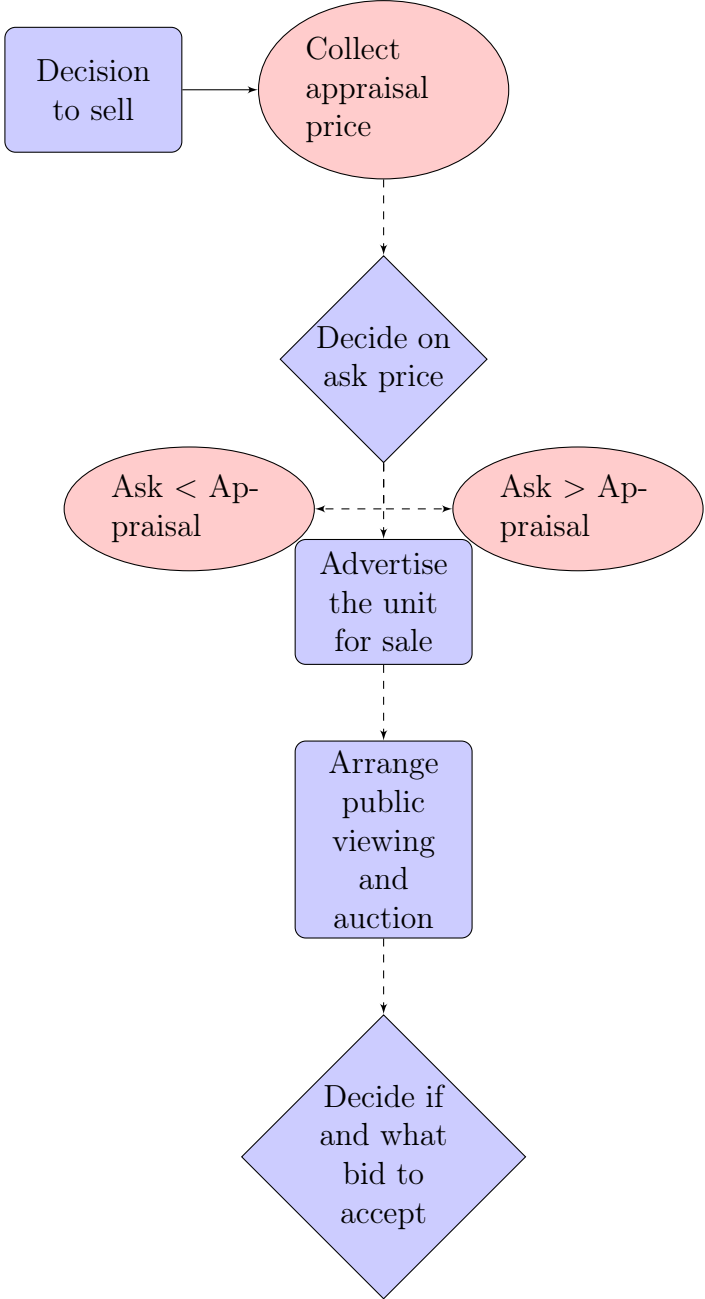 Decision
to sell
Collect
appraisal
price
Decide on
ask price
Ask < Ap-
praisal
Ask > Ap-
praisal
Advertise
the unit
for sale
Arrange
public
viewing
and
auction
Decide if
and what
bid to
accept